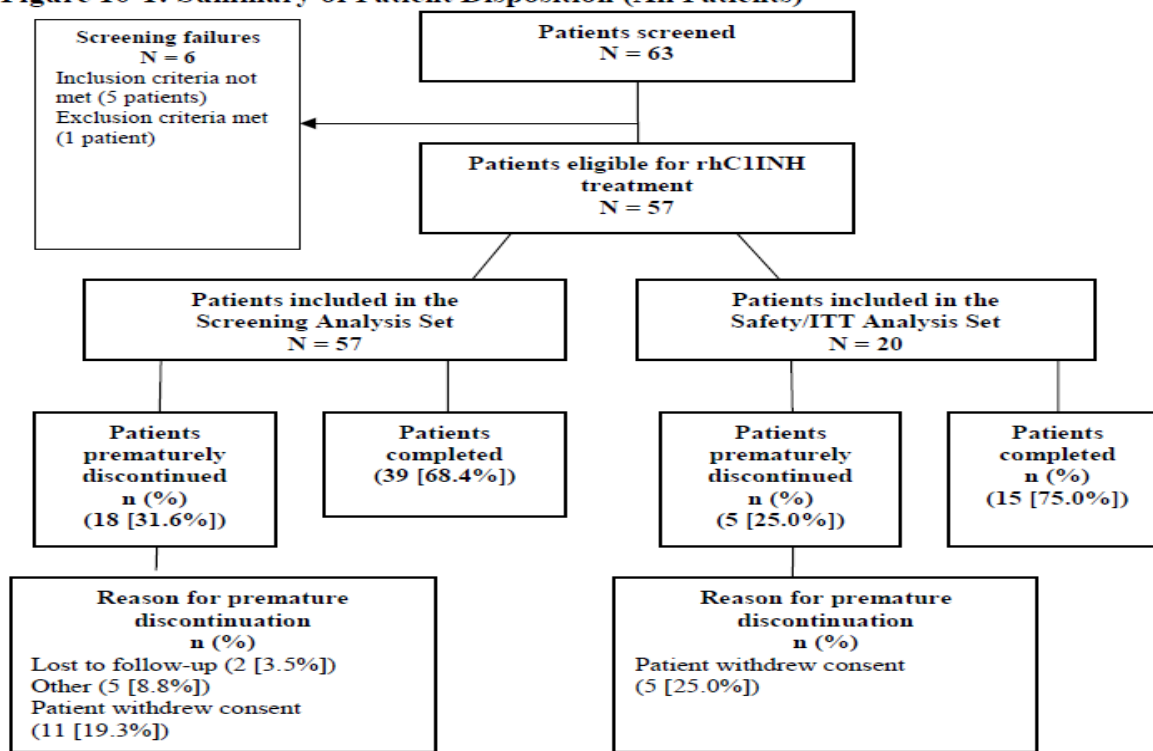 Figure 10-1. Summary of Patient Disposition (All Patients)
Screening failures
N = 6
Inclusion criteria not
met (5 patients)
Exclusion criteria met
(1 patient)
Patients screened
N = 63
Patients eligible for rhC1INH
treatment
N = 57
Patients included in the
Screening Analysis Set
N = 57
Patients included in the
Safety/ITT Analysis Set
N = 20
Patients
prematurely
discontinued
n (%)
(18 [31.6%])
Patients
completed
(39 [68.4%])
Patients
prematurely
discontinued
n (%)
(5 [25.0%])
Patients
completed
n (%)
(15 [75.0%])
Reason for premature
discontinuation
n (%)
Lost to follow-up (2 [3.5%])
Other (5 [8.8%])
Patient withdrew consent
(11 [19.3%])
Reason for premature
discontinuation
n (%)
Patient withdrew consent
(5 [25.0%])